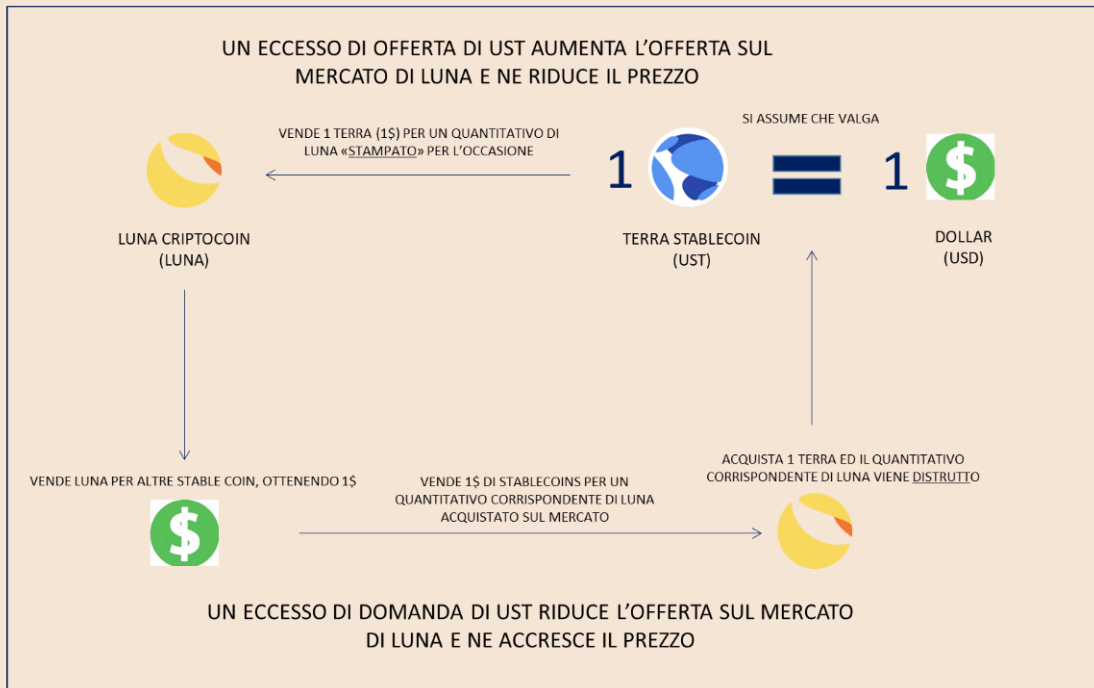 UN ECCESSO DI OFFERTA DI UST AUMENTA L'OFFERTA SUL
MERCATO DI LUNA E NE RIDUCE IL PREZZO
VENDE 1 TERRA (1$) PER UN QUANTITATIVO DI
LUNA «STAMPATO» PER L'OCCASIONE
SI ASSUME CHE VALGA
1
1
$
LUNA CRIPTOCOIN
(LUNA)
TERRA STABLECOIN
(UST)
DOLLAR
(USD)
VENDE LUNA PER ALTRE STABLE COIN, OTTENENDO 1$
$
VENDE 1$ DI STABLECOINS PER UN
QUANTITATIVO CORRISPONDENTE DI LUNA
ACQUISTATO SUL MERCATO
ACQUISTA 1 TERRA ED IL QUANTITATIVO
CORRISPONDENTE DI LUNA VIENE DISTRUTTO
UN ECCESSO DI DOMANDA DI UST RIDUCE L'OFFERTA SUL MERCATO
DI LUNA E NE ACCRESCE IL PREZZO